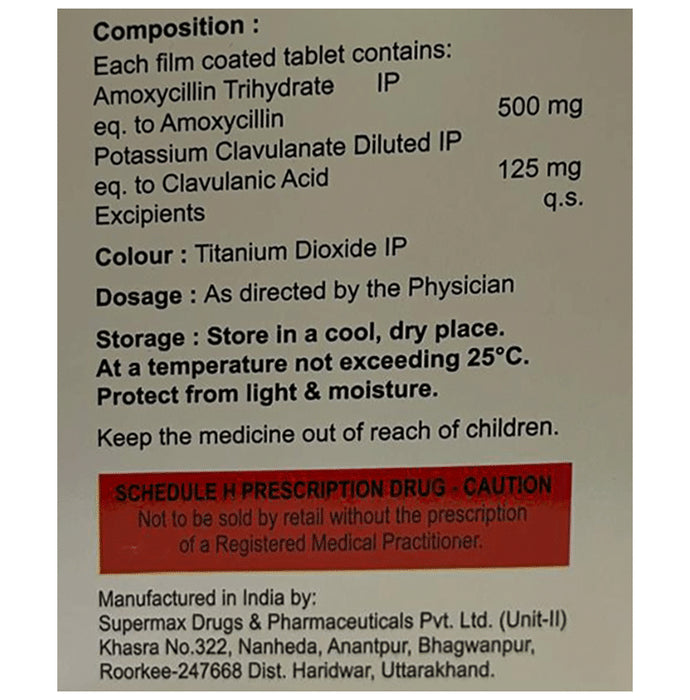 Composition :
Each film coated tablet contains:
Amoxycillin Trihydrate IP
eq. to Amoxycillin 500 mg
Potassium Clavulanate Diluted IP
eq. to Clavulanic Acid 125 mg
Excipients q.s.
Colour : Titanium Dioxide IP
Dosage : As directed by the Physician
Storage : Store in a cool, dry place.
At a temperature not exceeding 25°C.
Protect from light & moisture.
Keep the medicine out of reach of children.
SCHEDULE H PRESCRIPTION DRUG - CAUTION
Not to be sold by retail without the prescription
of a Registered Medical Practitioner.
Manufactured in India by:
Supermax Drugs & Pharmaceuticals Pvt. Ltd. (Unit-II)
Khasra No.322, Nanheda, Anantpur, Bhagwanpur,
Roorkee-247668 Dist. Haridwar, Uttarakhand.